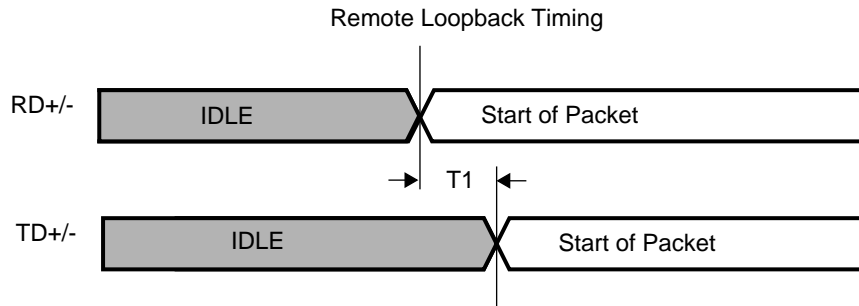 Remote Loopback Timing
RD+/- IDLE Start of Packet
T1
TD+/- IDLE Start of Packet